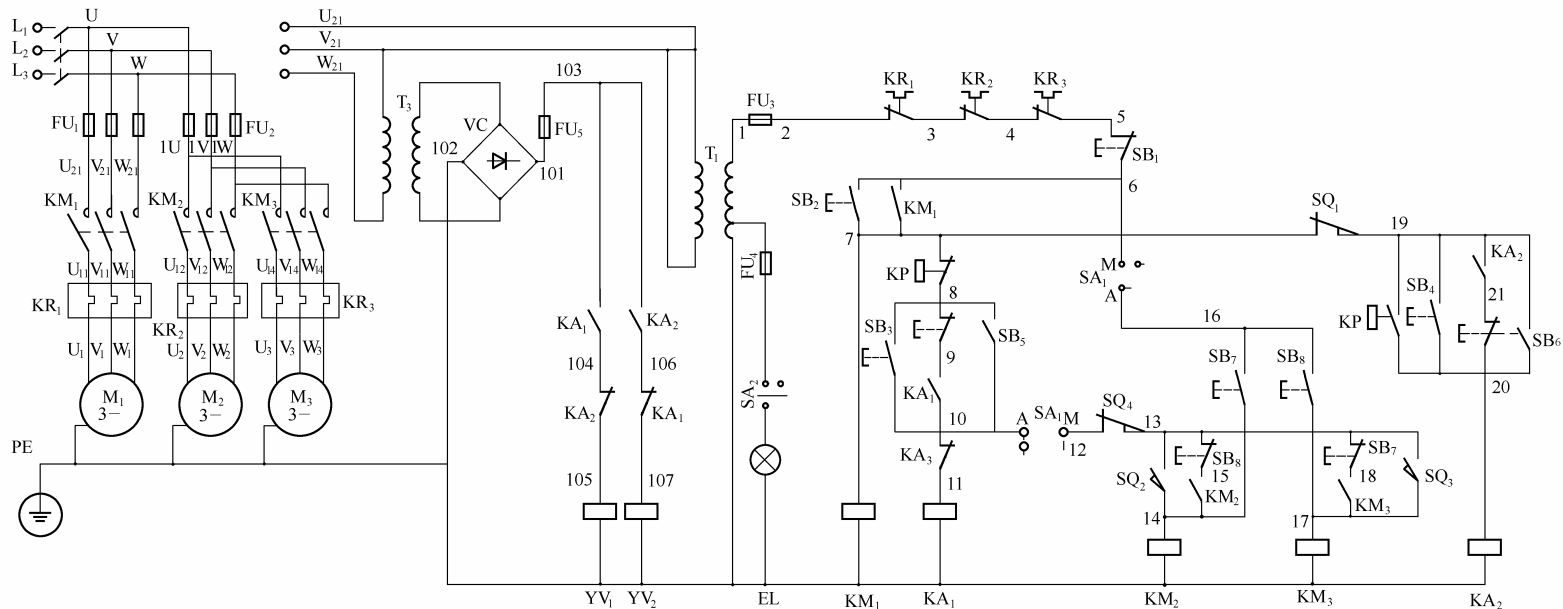 L1 U U21
L2 V V21
L3 W W21
FU1 FU2 T3 VC 103 FU5
1U 1V 1W
102 101
U21 V21 W21
KM1 KM2 KM3
U11 V11 W11 U12 V12 W12 U14 V14 W14
KR1 KR2 KR3
U1 V1 W1 U2 V2 W2 U3 V3 W3
M1 3− M2 3− M3 3−
PE
KA1 KA2
104 106
KA2 KA1
105 107
YV1 YV2
T1 1 FU3 2 KR1 3 KR2 4 KR3 5
SB1
FU4
SA2
EL
6
SB2 KM1
7
SQ1 19
KP
8
SB3 SB5
9
KA1
10
KA3
11
M
SA1
A
16
A SA1 M
12
SQ4 13
SB7 SB8
SQ2 SB8 SB7 SQ3
15 18
KM2 KM3
14 17
KP SB4 KA2
21
SB6
20
KM1 KA1 KM2 KM3 KA2